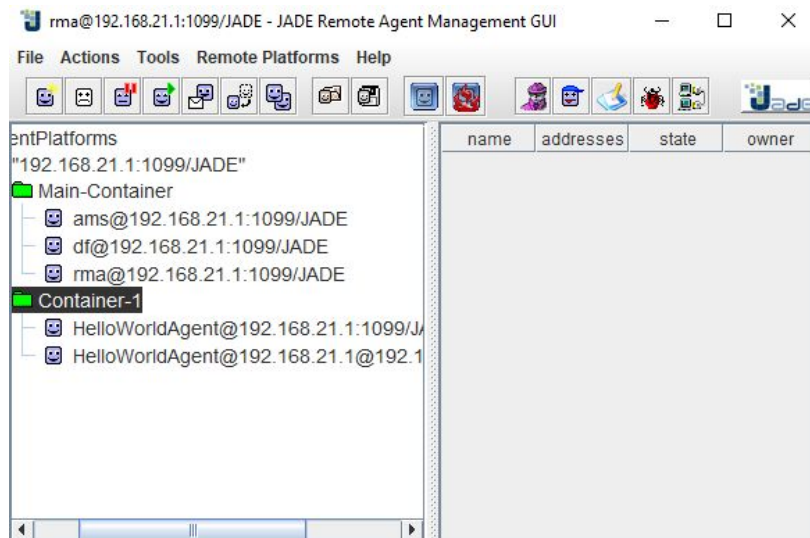 rma@192.168.21.1:1099/JADE - JADE Remote Agent Management GUI
File Actions Tools Remote Platforms Help
Jade
entPlatforms
"192.168.21.1:1099/JADE"
Main-Container
ams@192.168.21.1:1099/JADE
df@192.168.21.1:1099/JADE
rma@192.168.21.1:1099/JADE
Container-1
HelloWorldAgent@192.168.21.1:1099/J
HelloWorldAgent@192.168.21.1@192.1
name addresses state owner